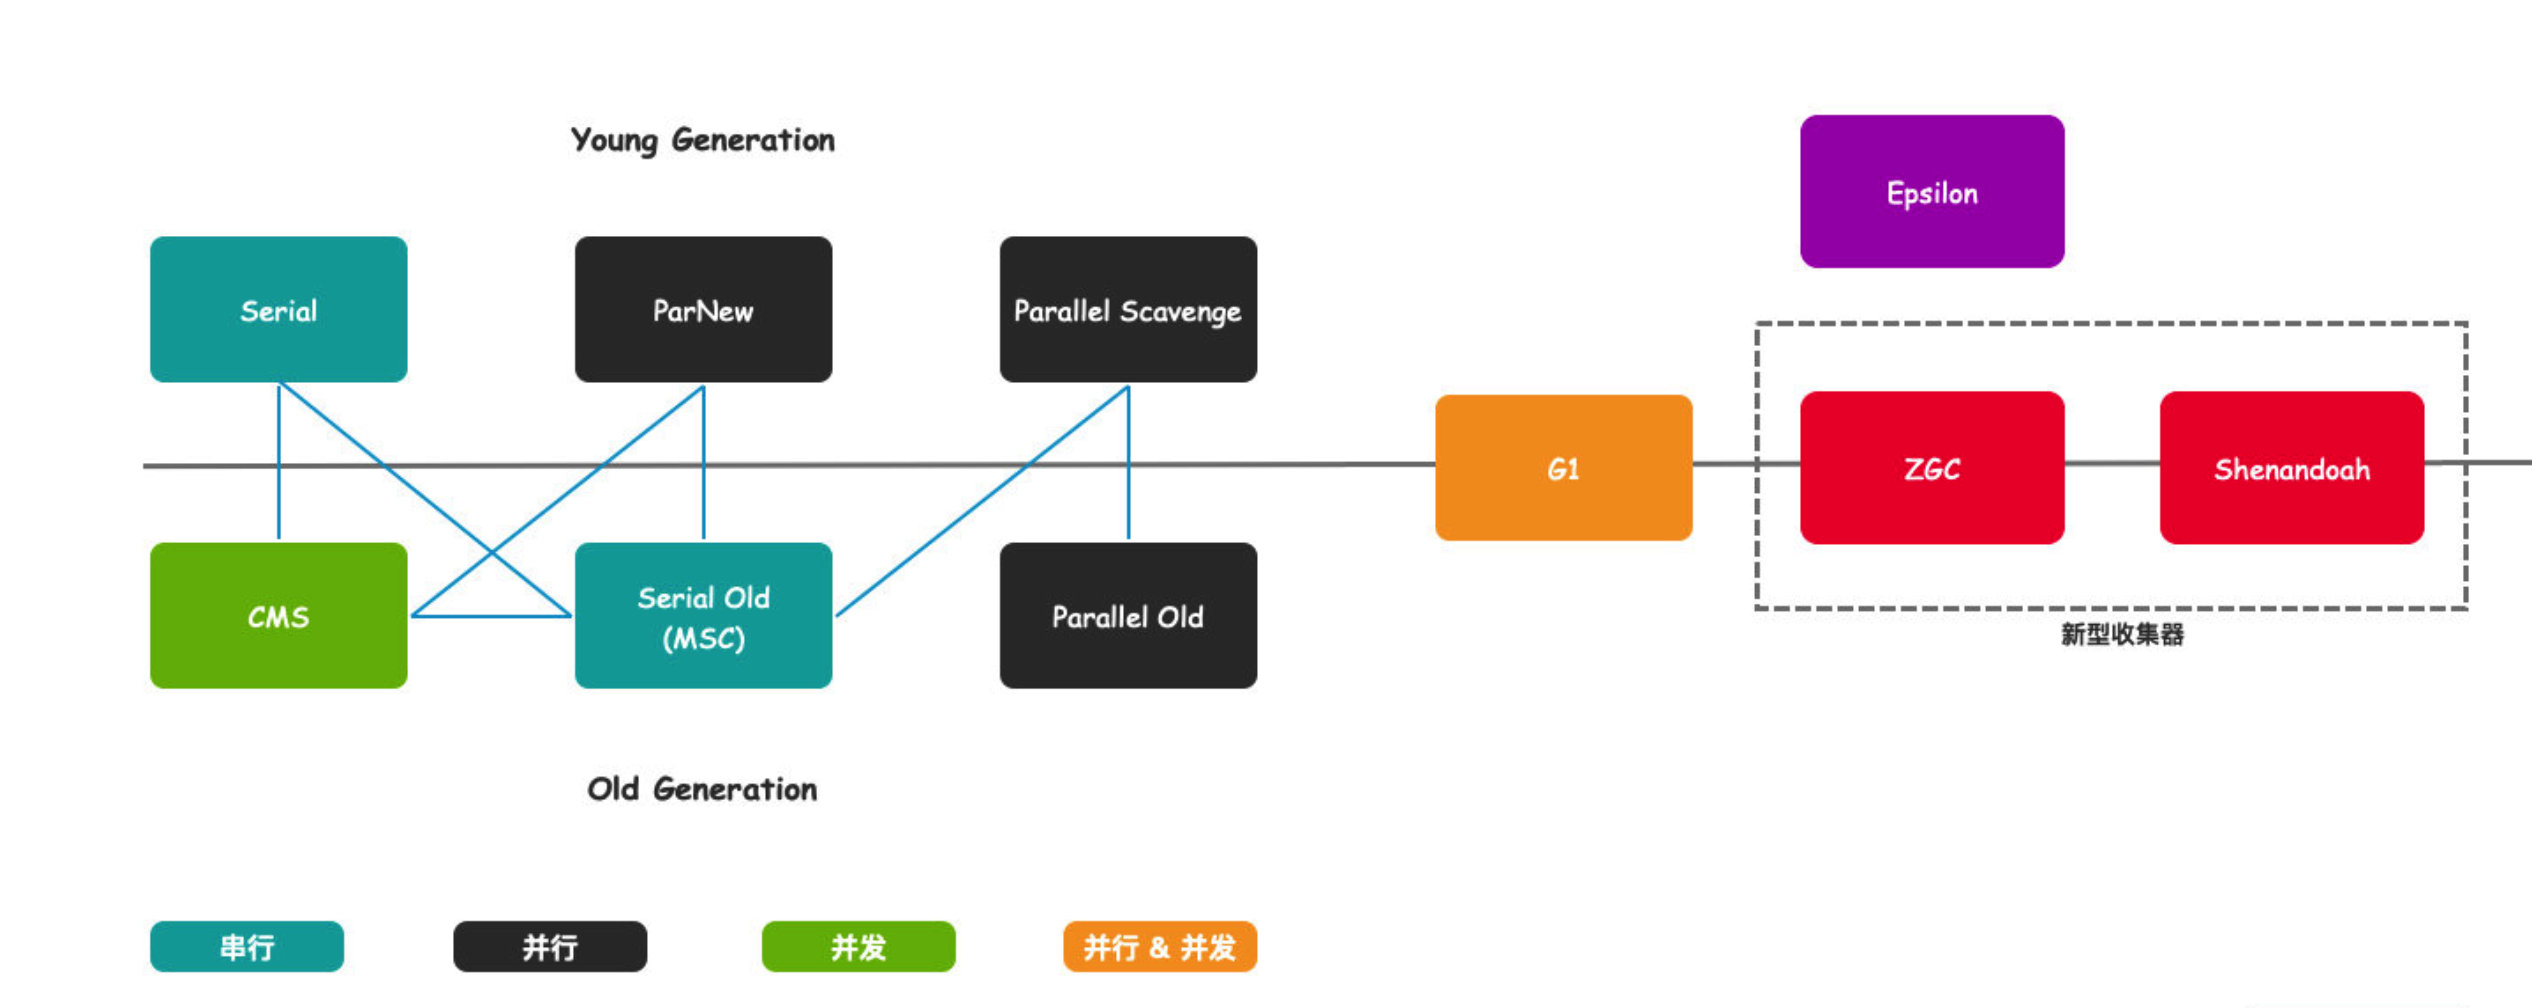 Young Generation
Epsilon
Serial
ParNew
Parallel Scavenge
G1
ZGC
Shenandoah
CMS
Serial Old
(MSC)
Parallel Old
新型收集器
Old Generation
串行
并行
并发
并行 & 并发